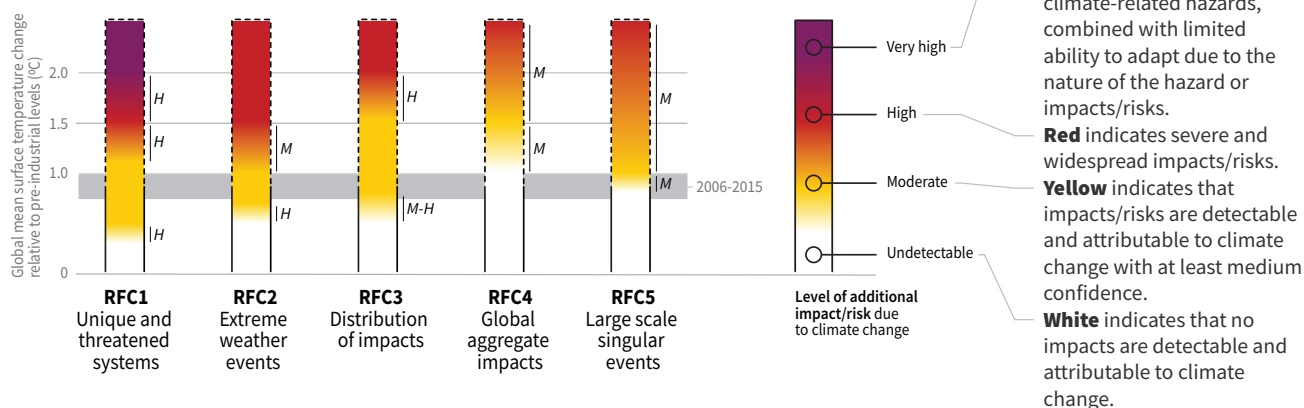 Global mean surface temperature change
relative to pre-industrial levels (ºC)
2.0
1.5
1.0
0
H
H
H
M
H
H
M-H
M
M
M
M
2006-2015
RFC1
Unique and
threatened
systems
RFC2
Extreme
weather
events
RFC3
Distribution
of impacts
RFC4
Global
aggregate
impacts
RFC5
Large scale
singular
events
Very high
High
Moderate
Undetectable
Level of additional
impact/risk due
to climate change
climate-related hazards,
combined with limited
ability to adapt due to the
nature of the hazard or
impacts/risks.
Red indicates severe and
widespread impacts/risks.
Yellow indicates that
impacts/risks are detectable
and attributable to climate
change with at least medium
confidence.
White indicates that no
impacts are detectable and
attributable to climate
change.